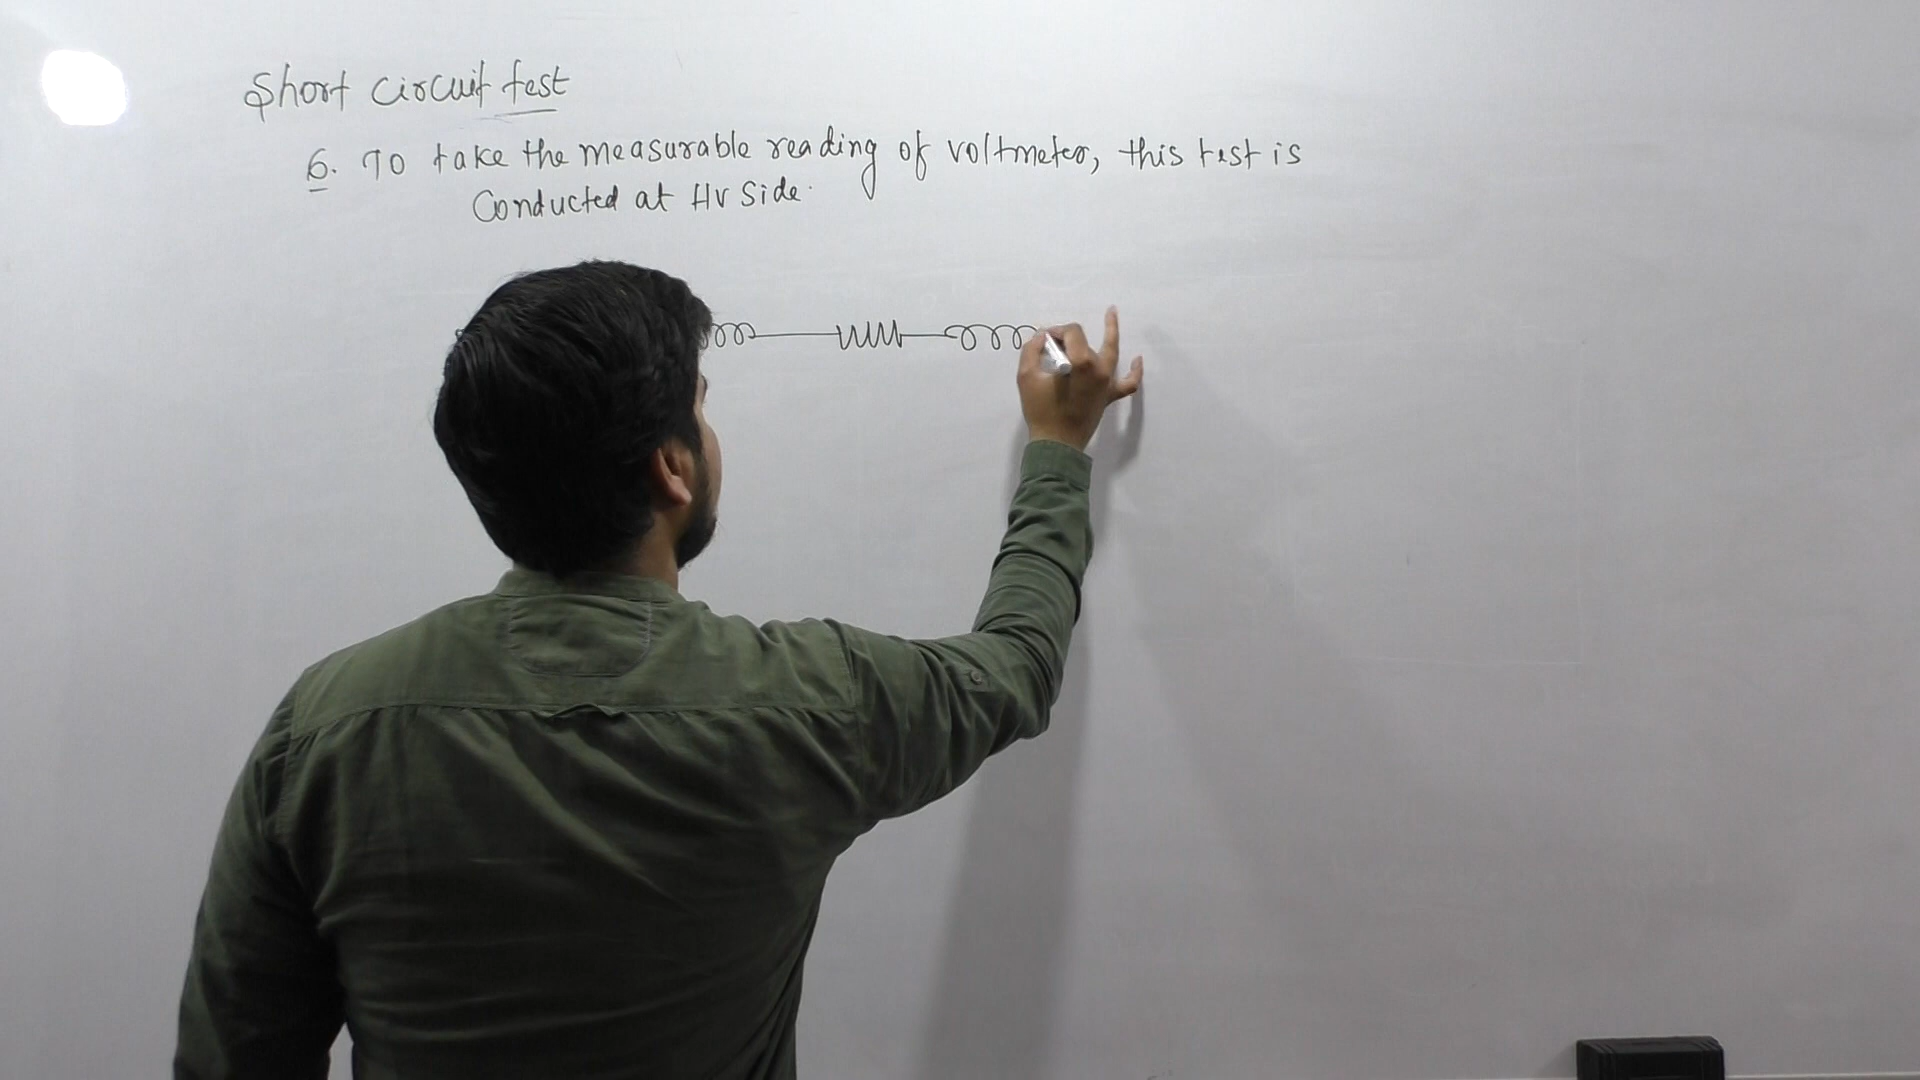 Short circuit test
6. To take the measurable reading of voltmeter, this test is
Conducted at HV Side.